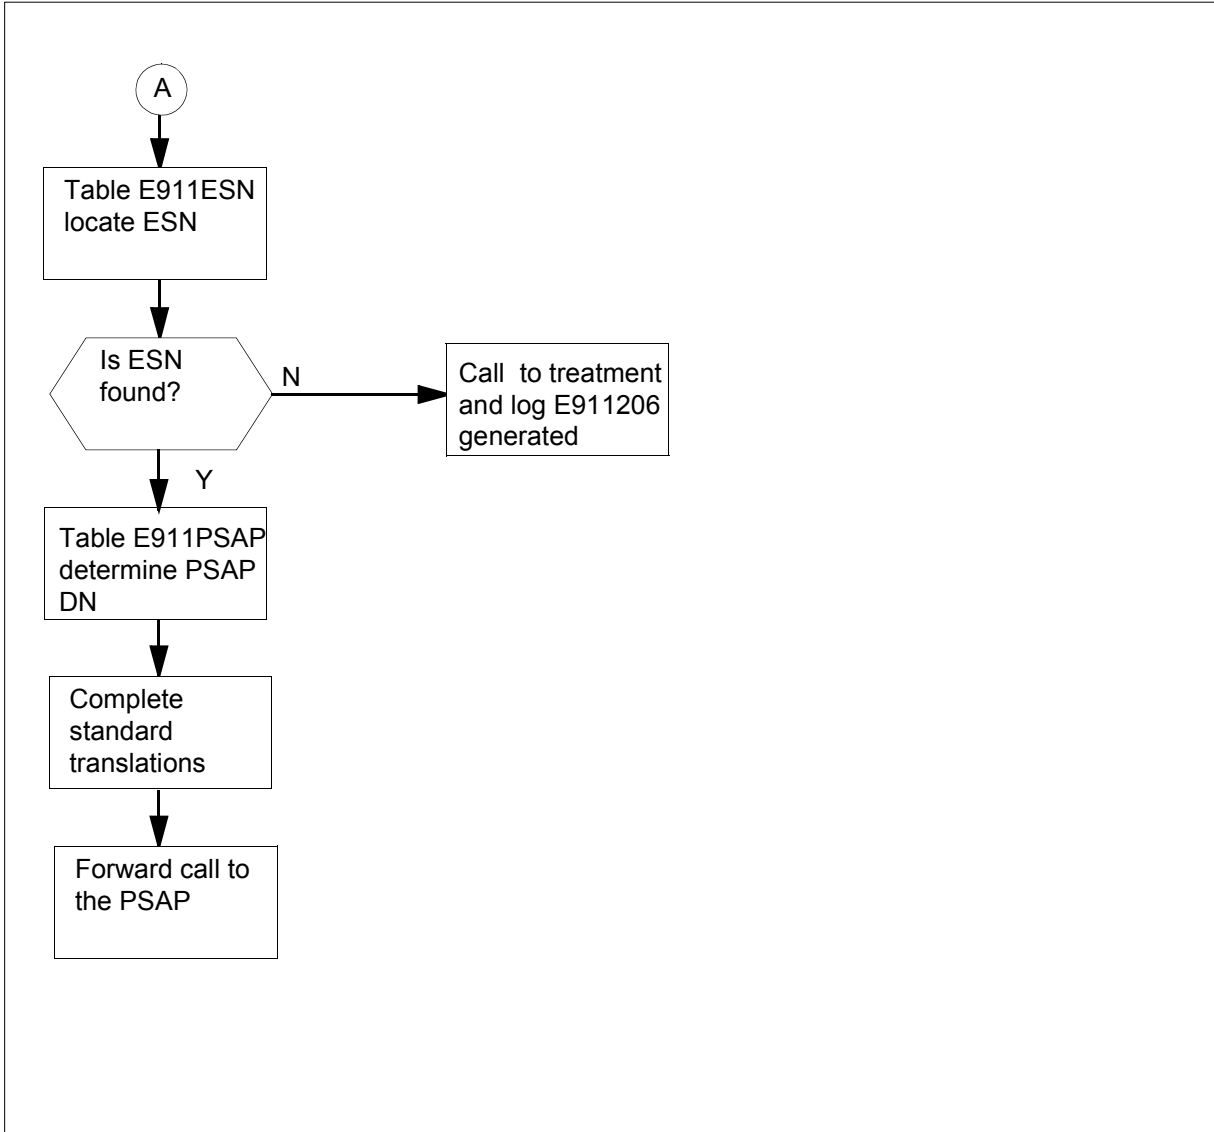 A
Table E911ESN
locate ESN
Is ESN
found?
N
Call to treatment
and log E911206
generated
Y
Table E911PSAP
determine PSAP
DN
Complete
standard
translations
Forward call to
the PSAP